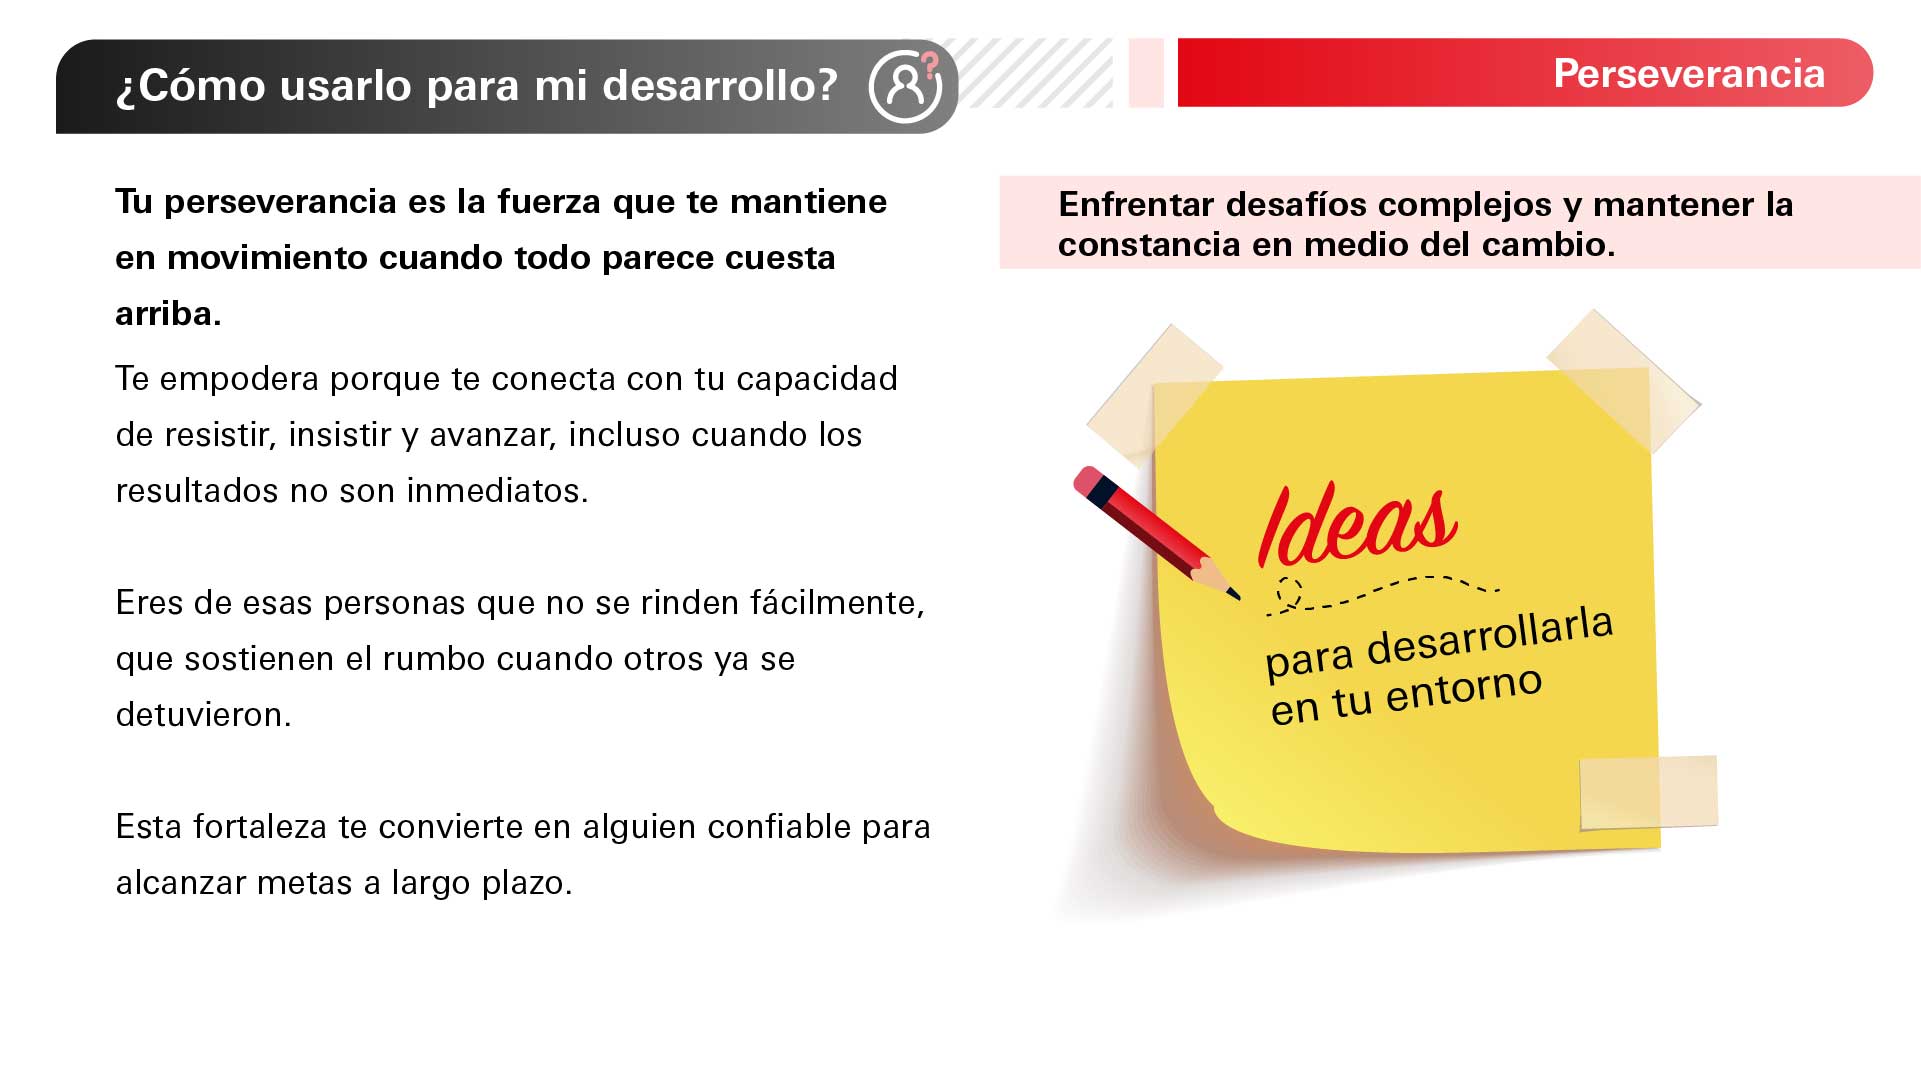 ¿Cómo usarlo para mi desarrollo?
Perseverancia
Tu perseverancia es la fuerza que te mantiene
en movimiento cuando todo parece cuesta
arriba.
Te empodera porque te conecta con tu capacidad
de resistir, insistir y avanzar, incluso cuando los
resultados no son inmediatos.
Eres de esas personas que no se rinden fácilmente,
que sostienen el rumbo cuando otros ya se
detuvieron.
Esta fortaleza te convierte en alguien confiable para
alcanzar metas a largo plazo.
Enfrentar desafíos complejos y mantener la
constancia en medio del cambio.
Ideas
para desarrollarla
en tu entorno